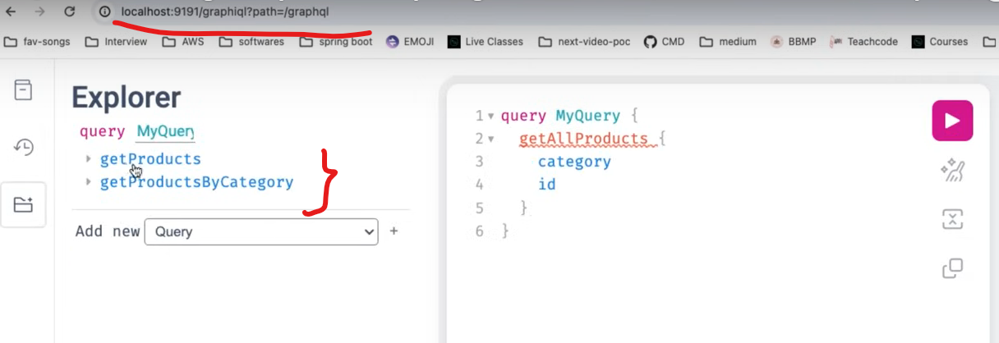 localhost:9191/graphiql?path=/graphql
fav-songs Interview AWS softwares spring boot EMOJI Live Classes next-video-poc CMD medium BBMP Teachcode Courses
Explorer
query MyQuery
getProducts
getProductsByCategory
Add new Query +
1 query MyQuery {
2 getAllProducts {
3 category
4 id
5 }
6 }